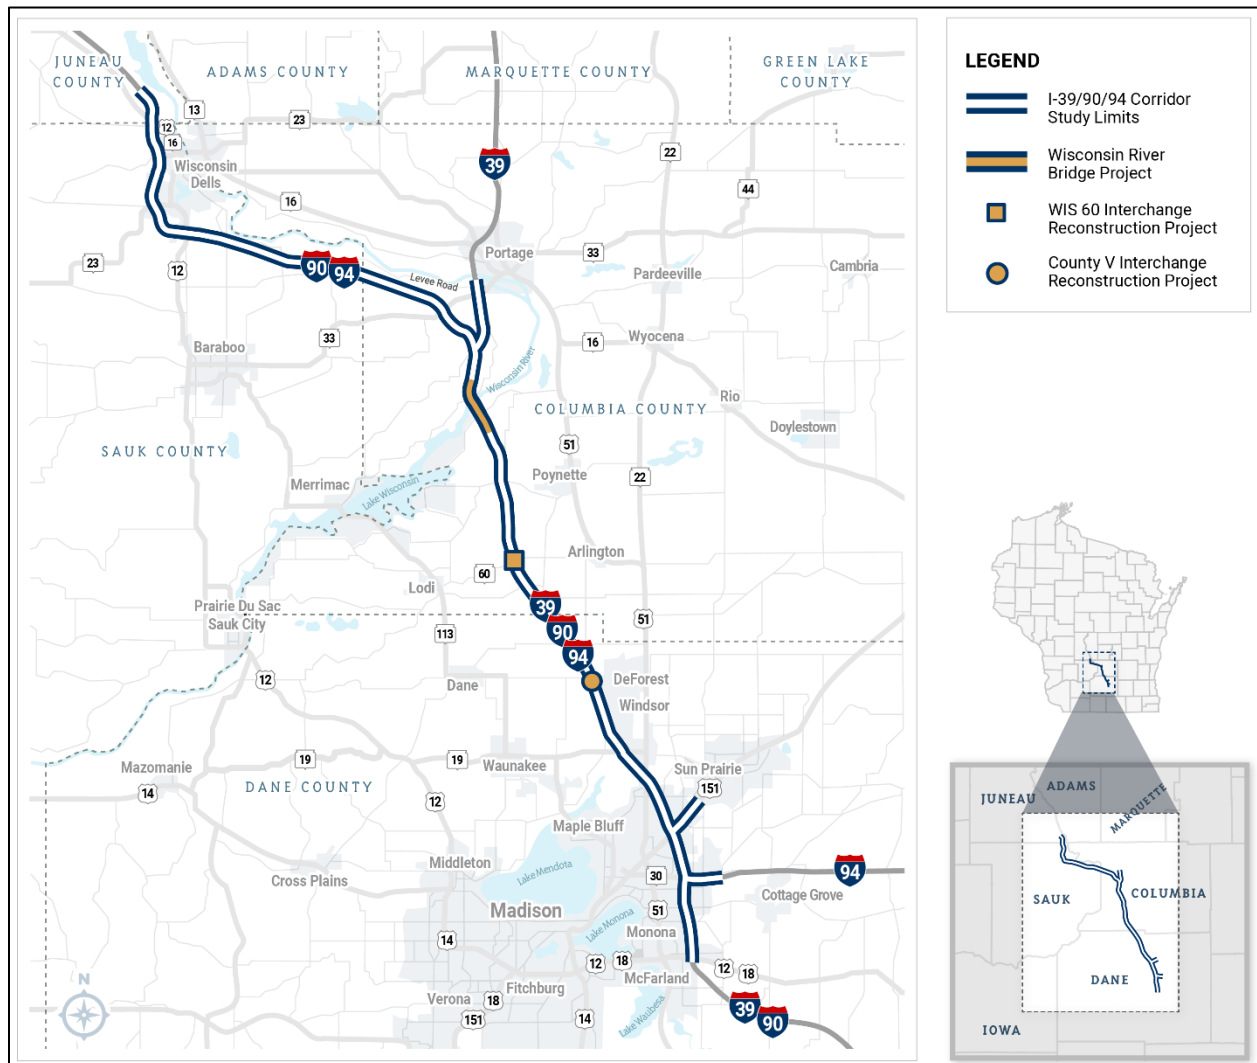 JUNEAU
COUNTY
ADAMS COUNTY
MARQUETTE COUNTY
GREEN LAKE
COUNTY
13
12
16
23
Wisconsin
Dells
39
22
44
16
23
12
90
94
Levee Road
Portage
33
Pardeeville
Cambria
33
Baraboo
16
Wyocena
Wisconsin River
COLUMBIA COUNTY
Rio
Doylestown
SAUK COUNTY
51
22
Merrimac
Lake Wisconsin
Poynette
60
Arlington
Lodi
39
90
94
Prairie Du Sac
Sauk City
113
51
12
Dane
DeForest
Windsor
19
19
Mazomanie
14
DANE COUNTY
Waunakee
Sun Prairie
151
12
Maple Bluff
Middleton
Lake Mendota
30
94
Cross Plains
Cottage Grove
Madison
51
Lake Monona
Monona
14
12
18
McFarland
12
18
Fitchburg
Verona
18
151
14
Lake Waubesa
39
90
N
LEGEND
I-39/90/94 Corridor
Study Limits
Wisconsin River
Bridge Project
WIS 60 Interchange
Reconstruction Project
County V Interchange
Reconstruction Project
ADAMS
JUNEAU
MARQUETTE
SAUK
COLUMBIA
DANE
IOWA